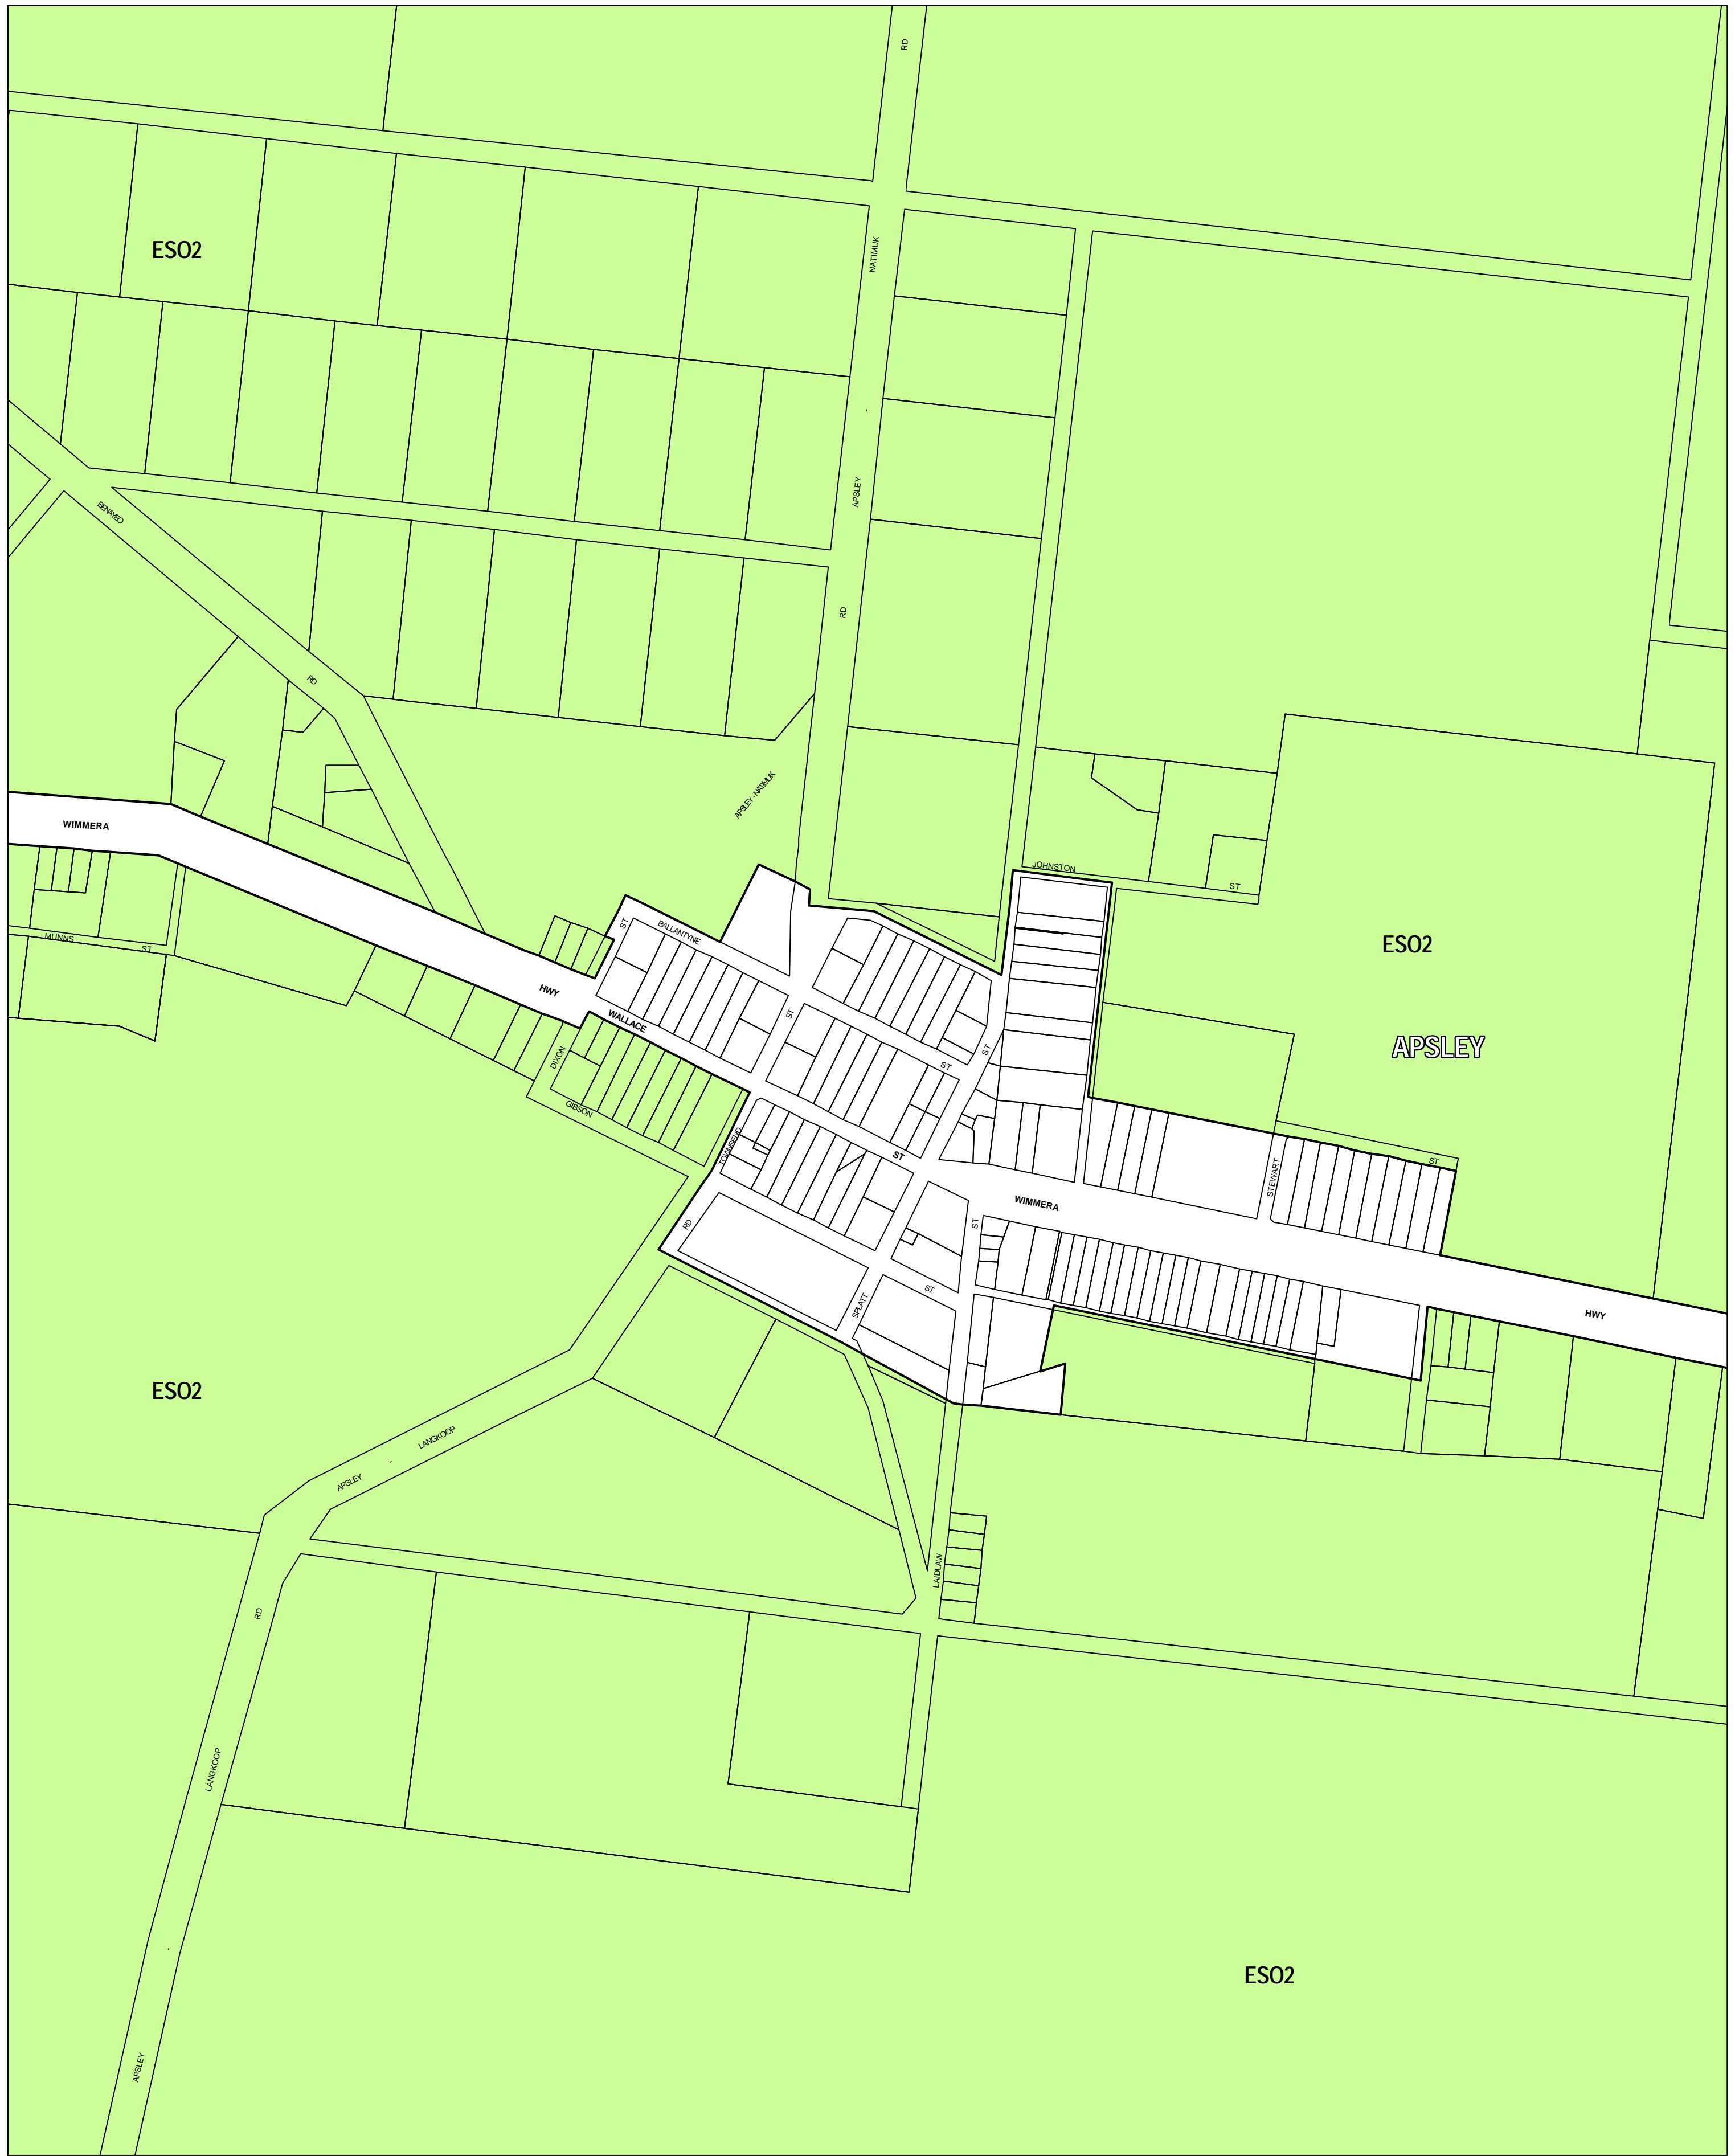 RD
NATIMUK
ESO2
-
APSLEY
BENAYEO
RD
RD
APSLEY - NATIMUK
WIMMERA
JOHNSTON
ST
ST
BALLANTYNE
MUNNS
ST
ESO2
HWY
WALLACE
ST
APSLEY
ST
DIXON
ST
GIBSON
TOWNSEND
ST
ST
STEWART
WIMMERA
RD
ST
ST
SPLATT
HWY
ESO2
LANGKOOP
-
APSLEY
LAIDLAW
RD
LANGKOOP
-
ESO2
APSLEY